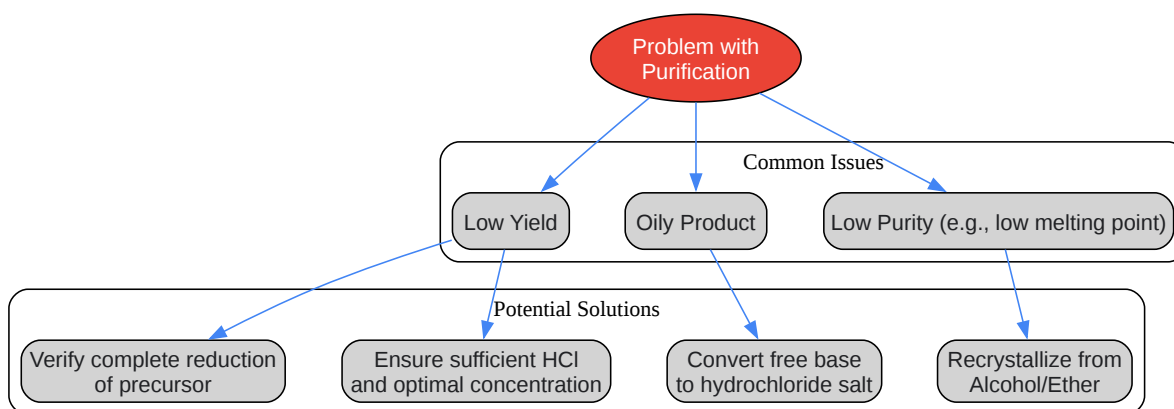 Problem with
Purification
Common Issues
Low Yield
Oily Product
Low Purity (e.g., low melting point)
Potential Solutions
Verify complete reduction
of precursor
Ensure sufficient HCl
and optimal concentration
Convert free base
to hydrochloride salt
Recrystallize from
Alcohol/Ether